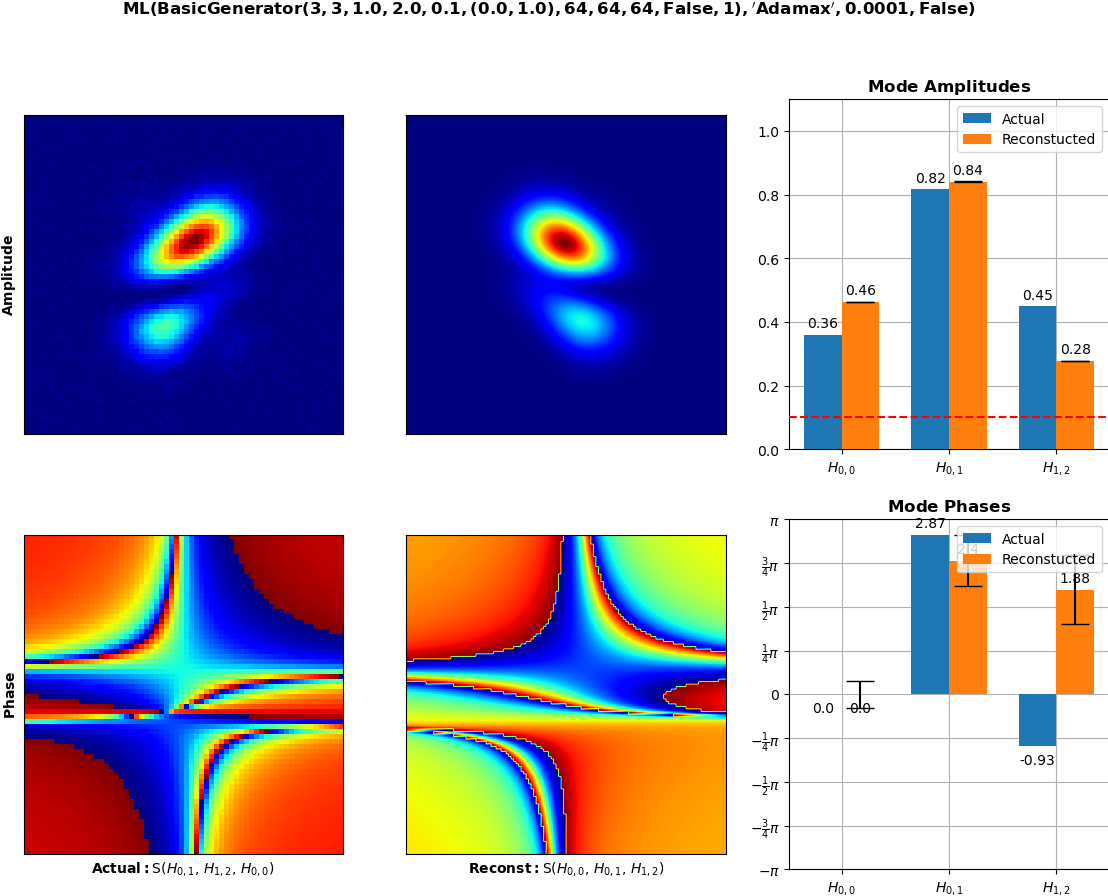 ML(BasicGenerator(3, 3, 1.0, 2.0, 0.1, (0.0, 1.0), 64, 64, 64, False, 1), ′Adamax′, 0.0001, False)
Amplitude
Mode Amplitudes
Actual
Reconstucted
1.0
0.8
0.6
0.4
0.2
0.0
0.36
0.46
0.82
0.84
0.45
0.28
H0,0
H0,1
H1,2
Phase
Actual: S(H0,1, H1,2, H0,0)
Reconst: S(H0,0, H0,1, H1,2)
Mode Phases
Actual
Reconstucted
π
3/4π
1/2π
1/4π
0
−1/4π
−1/2π
−3/4π
−π
0.0
-0.0
2.87
2.4
-0.93
1.88
H0,0
H0,1
H1,2